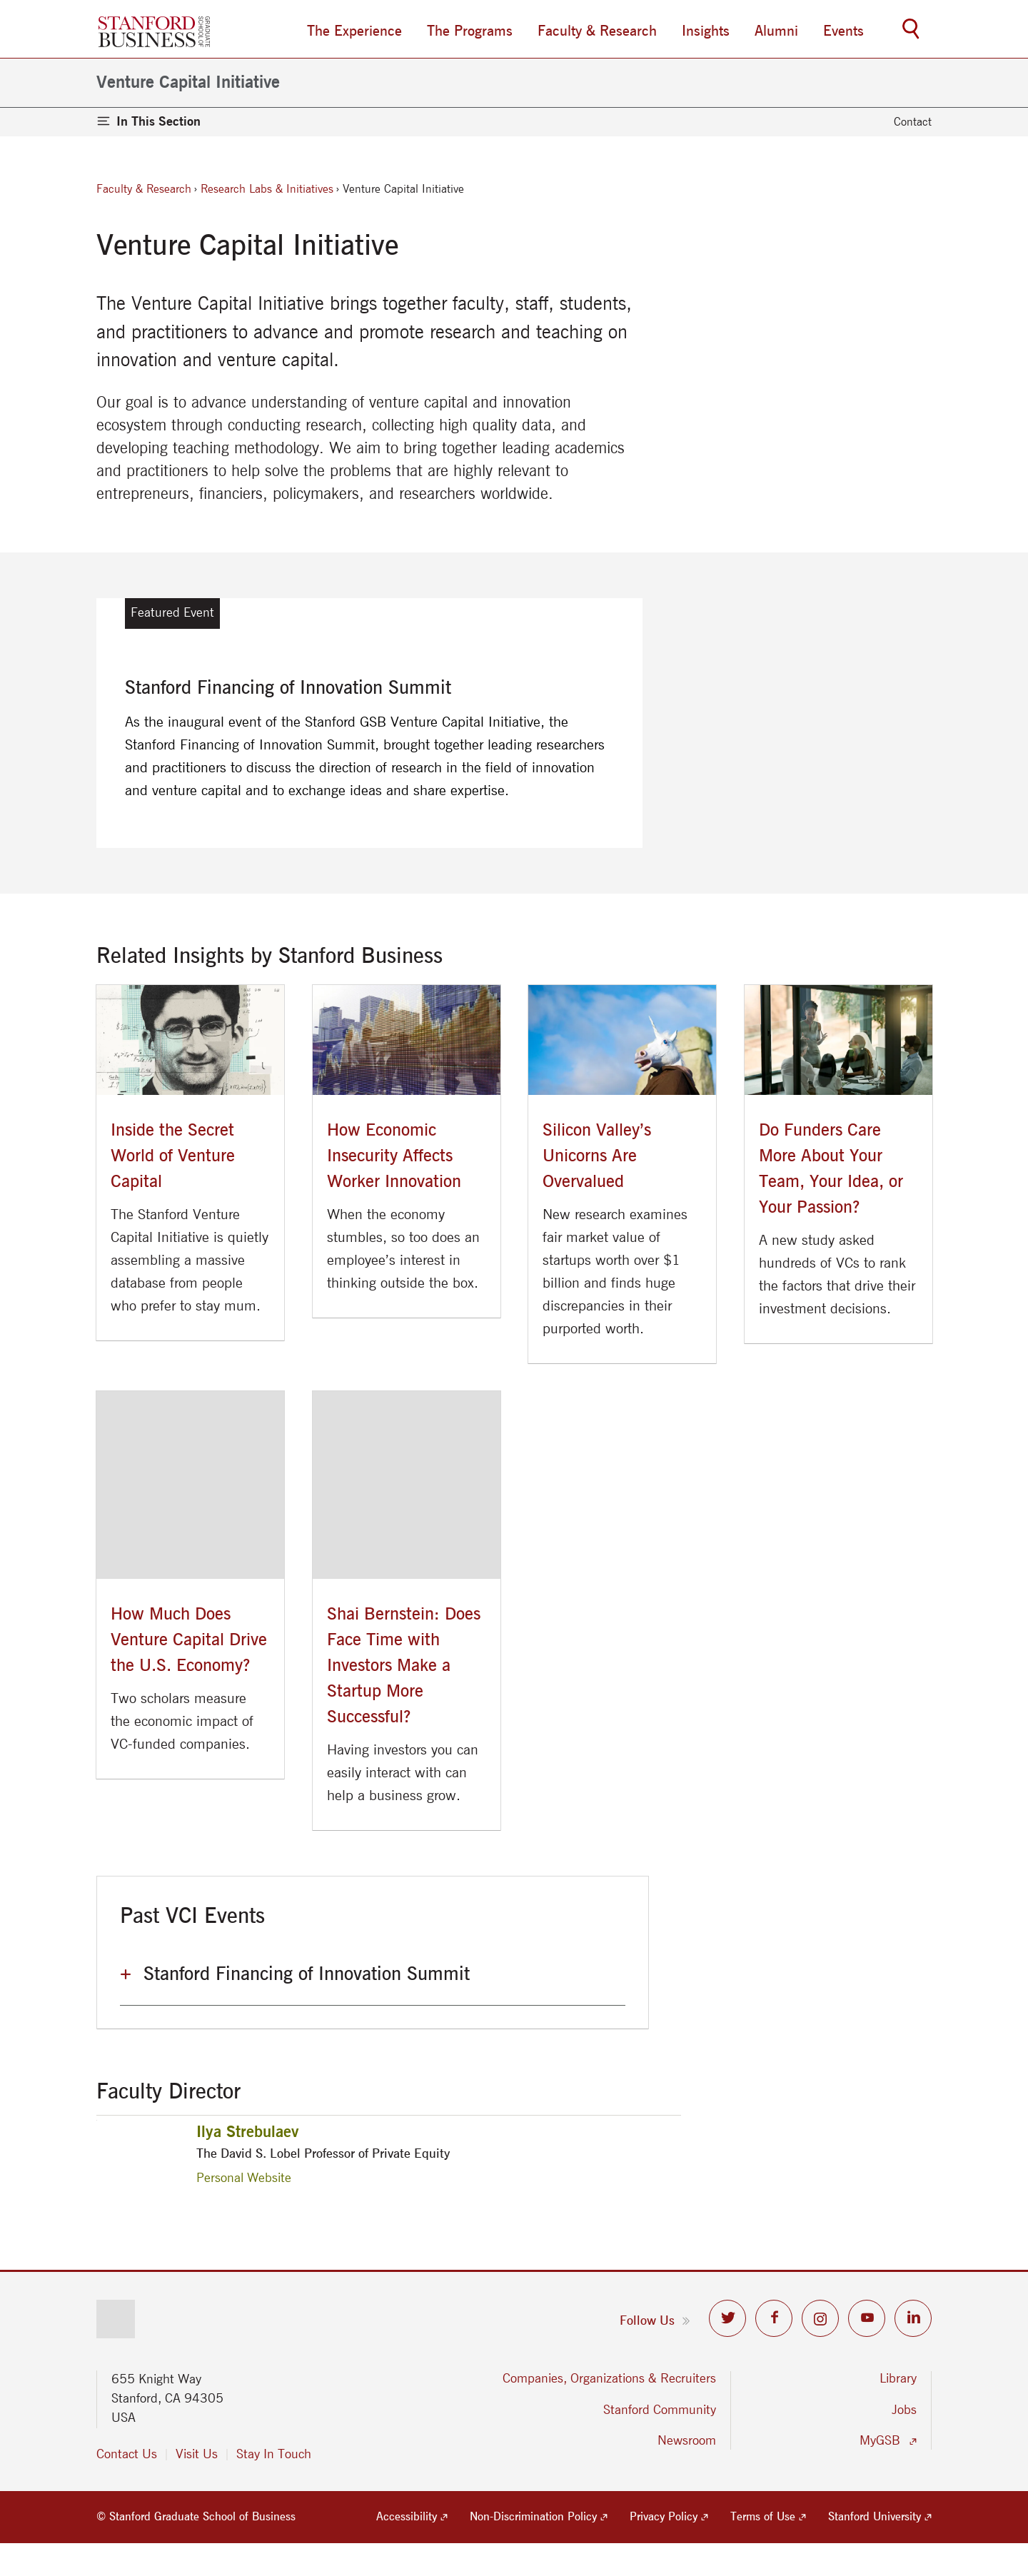 STANFORD
BUSINESS
GRADUATE
SCHOOL OF
The Experience
The Programs
Faculty & Research
Insights
Alumni
Events
Venture Capital Initiative
In This Section
Contact
Faculty & Research › Research Labs & Initiatives › Venture Capital Initiative
Venture Capital Initiative
The Venture Capital Initiative brings together faculty, staff, students,
and practitioners to advance and promote research and teaching on
innovation and venture capital.
Our goal is to advance understanding of venture capital and innovation
ecosystem through conducting research, collecting high quality data, and
developing teaching methodology. We aim to bring together leading academics
and practitioners to help solve the problems that are highly relevant to
entrepreneurs, financiers, policymakers, and researchers worldwide.
Featured Event
Stanford Financing of Innovation Summit
As the inaugural event of the Stanford GSB Venture Capital Initiative, the
Stanford Financing of Innovation Summit, brought together leading researchers
and practitioners to discuss the direction of research in the field of innovation
and venture capital and to exchange ideas and share expertise.
Related Insights by Stanford Business
Inside the Secret
World of Venture
Capital
The Stanford Venture
Capital Initiative is quietly
assembling a massive
database from people
who prefer to stay mum.
How Economic
Insecurity Affects
Worker Innovation
When the economy
stumbles, so too does an
employee’s interest in
thinking outside the box.
Silicon Valley’s
Unicorns Are
Overvalued
New research examines
fair market value of
startups worth over $1
billion and finds huge
discrepancies in their
purported worth.
Do Funders Care
More About Your
Team, Your Idea, or
Your Passion?
A new study asked
hundreds of VCs to rank
the factors that drive their
investment decisions.
How Much Does
Venture Capital Drive
the U.S. Economy?
Two scholars measure
the economic impact of
VC-funded companies.
Shai Bernstein: Does
Face Time with
Investors Make a
Startup More
Successful?
Having investors you can
easily interact with can
help a business grow.
Past VCI Events
+ Stanford Financing of Innovation Summit
Faculty Director
Ilya Strebulaev
The David S. Lobel Professor of Private Equity
Personal Website
Follow Us »
655 Knight Way
Stanford, CA 94305
USA
Contact Us
Visit Us
Stay In Touch
Companies, Organizations & Recruiters
Stanford Community
Newsroom
Library
Jobs
MyGSB
© Stanford Graduate School of Business
Accessibility
Non-Discrimination Policy
Privacy Policy
Terms of Use
Stanford University